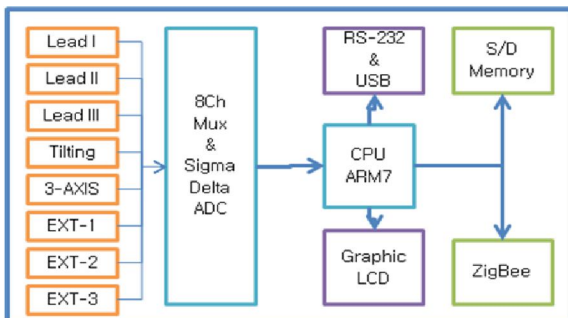 Lead I
Lead II
Lead III
Tilting
3-AXIS
EXT-1
EXT-2
EXT-3
8Ch
Mux
&
Sigma
Delta
ADC
RS-232
&
USB
CPU
ARM7
Graphic
LCD
S/D
Memory
ZigBee